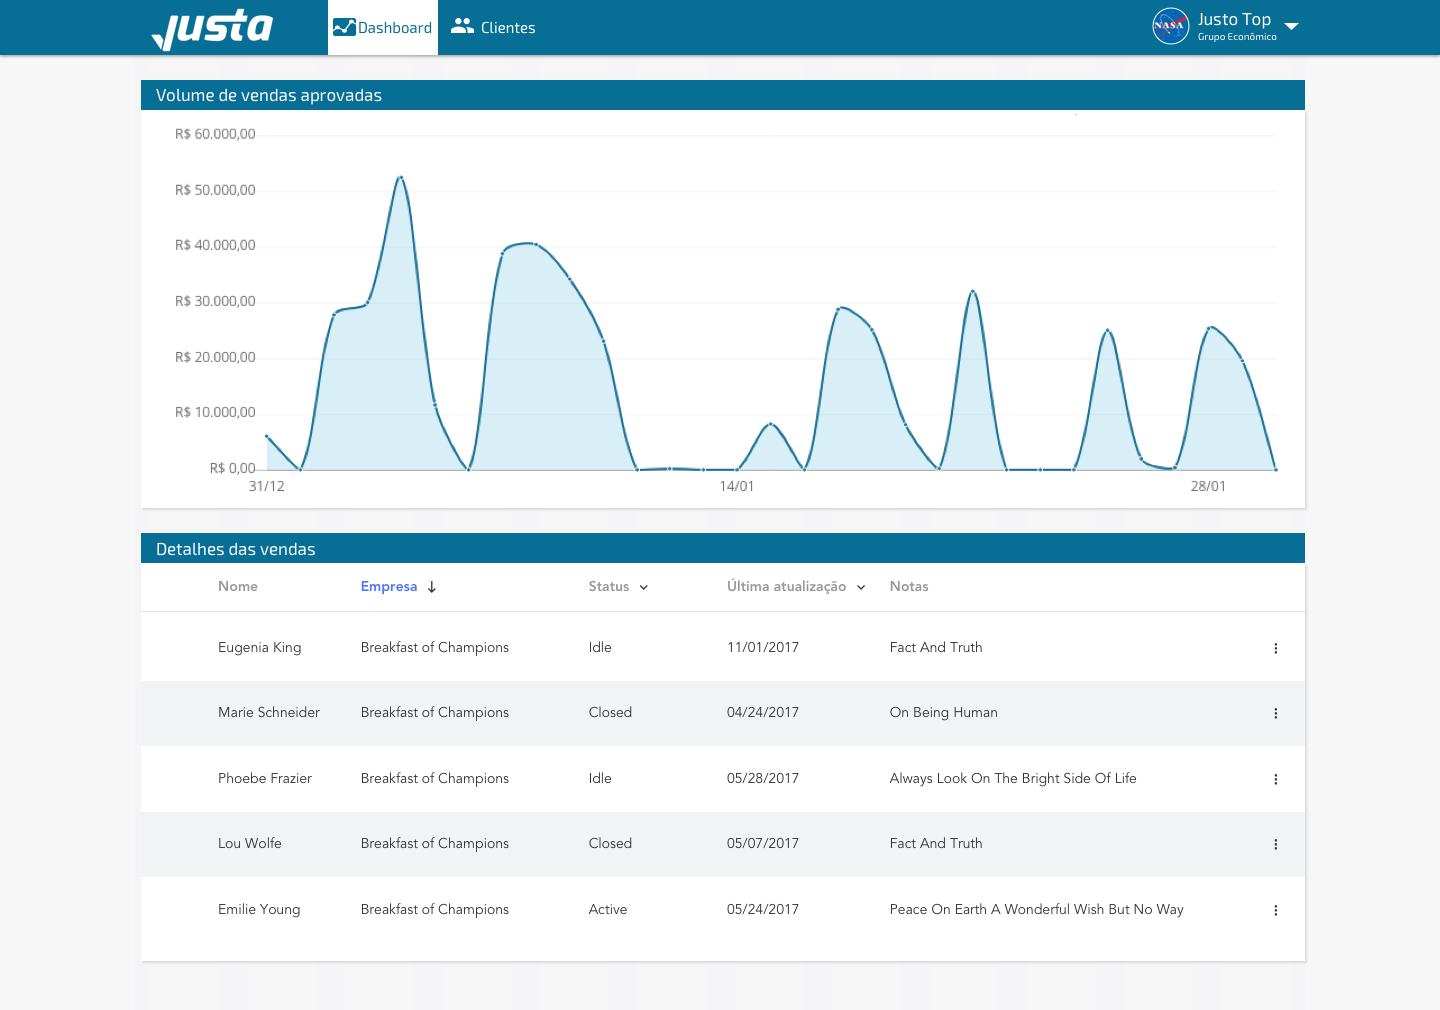 Justa
Dashboard
Clientes
NASA
Justo Top
Grupo Econômico
Volume de vendas aprovadas
R$ 60.000,00
R$ 50.000,00
R$ 40.000,00
R$ 30.000,00
R$ 20.000,00
R$ 10.000,00
R$ 0,00
31/12 14/01 28/01
Detalhes das vendas
Nome Empresa Status Última atualização Notas
Eugenia King Breakfast of Champions Idle 11/01/2017 Fact And Truth
Marie Schneider Breakfast of Champions Closed 04/24/2017 On Being Human
Phoebe Frazier Breakfast of Champions Idle 05/28/2017 Always Look On The Bright Side Of Life
Lou Wolfe Breakfast of Champions Closed 05/07/2017 Fact And Truth
Emilie Young Breakfast of Champions Active 05/24/2017 Peace On Earth A Wonderful Wish But No Way